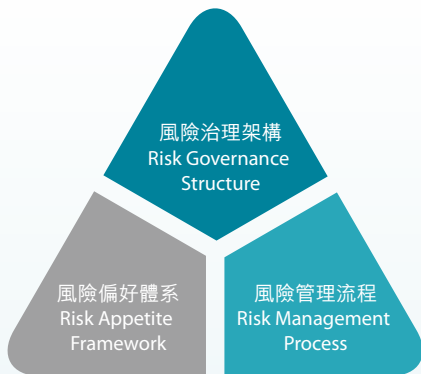 風險治理架構
Risk Governance
Structure
風險偏好體系
Risk Appetite
Framework
風險管理流程
Risk Management
Process